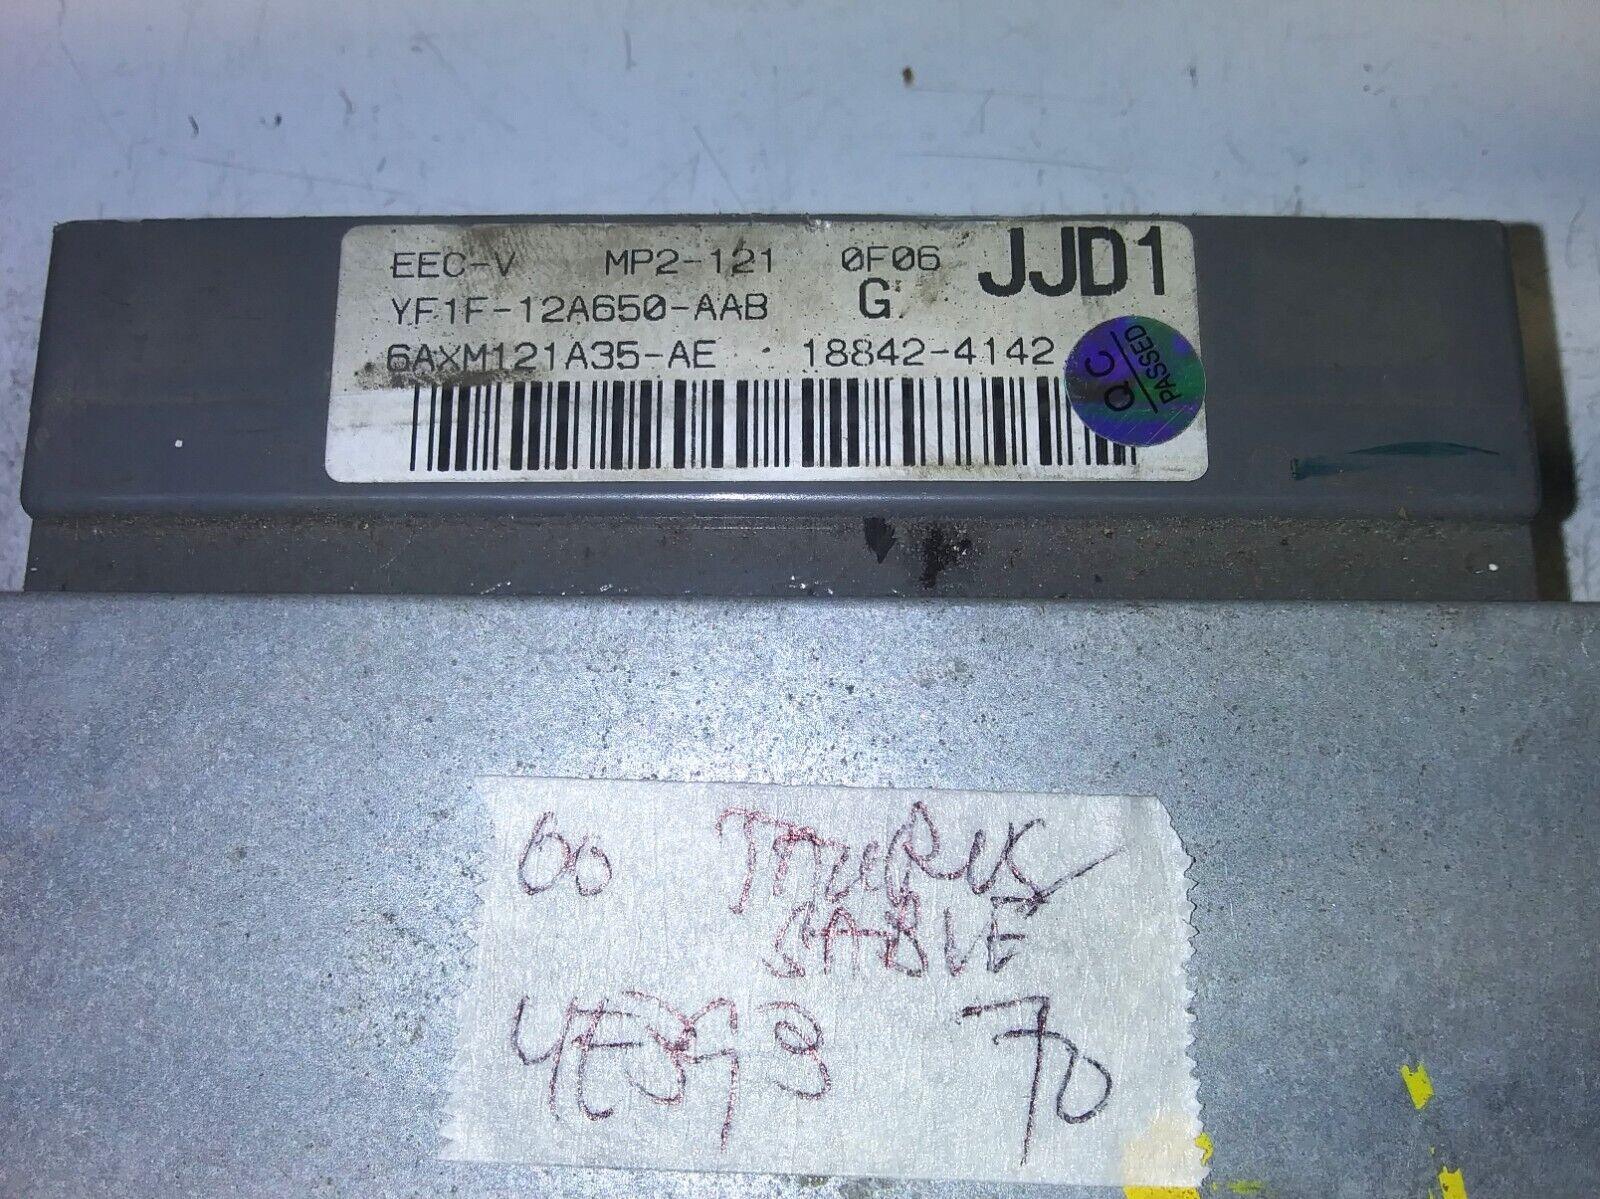 EEC-V MP2-121 0F06 JJD1
YF1F-12A650-AAB G
6AXM121A35-AE 18842-4142
QC PASSED
00 TAURUS
SABLE
70